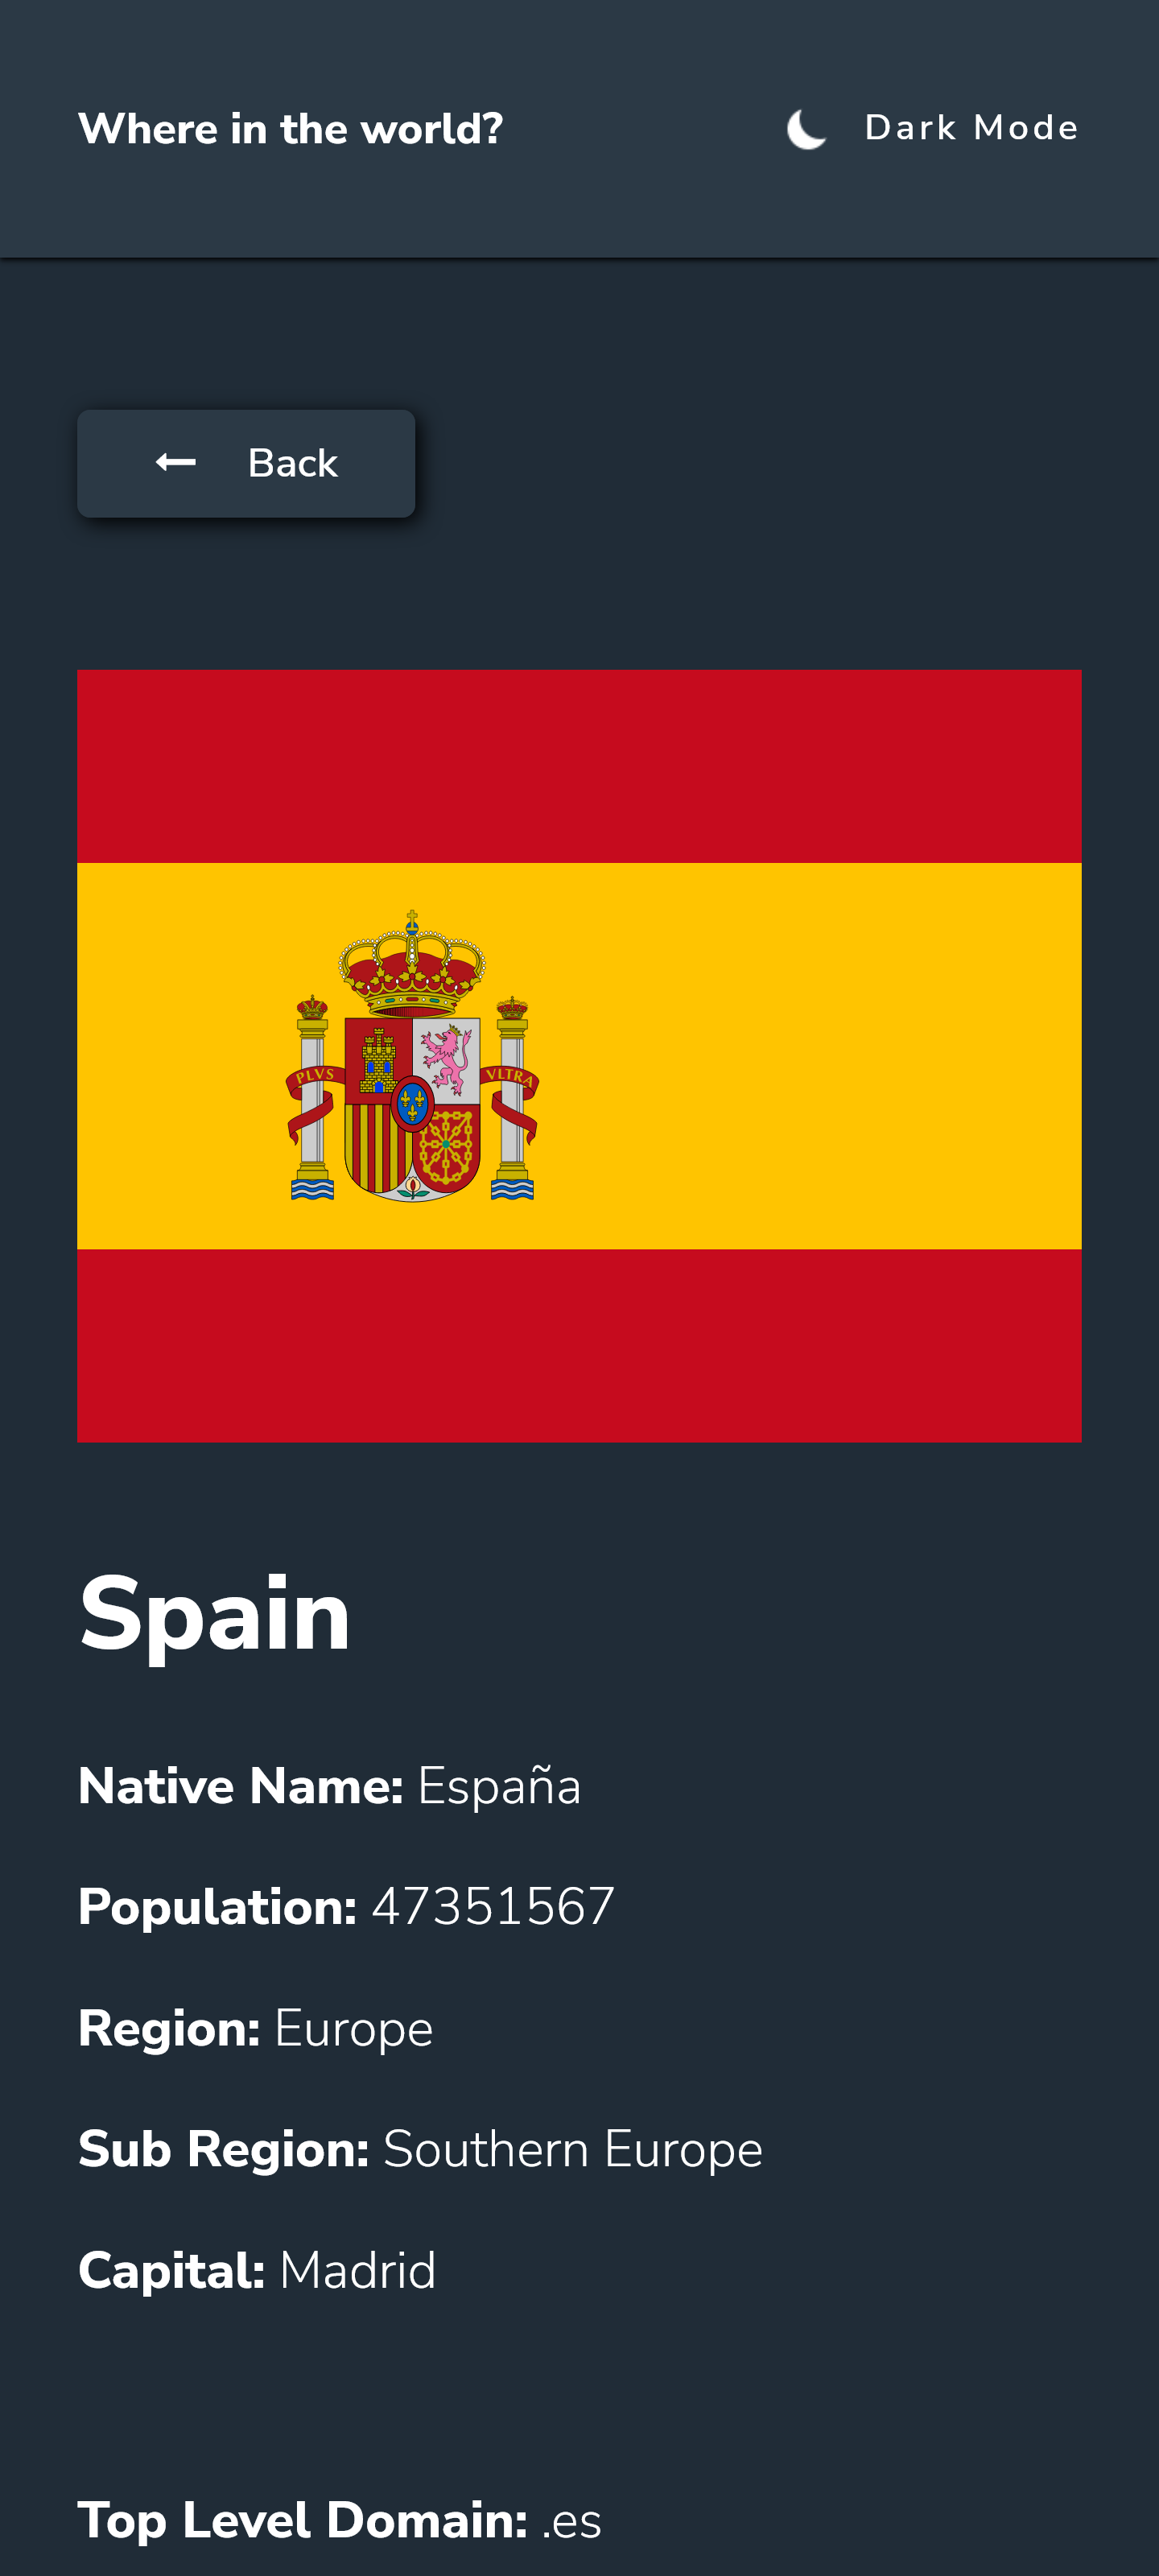 Where in the world?
Dark Mode
Back
PLVS VLTRA
Spain
Native Name: España
Population: 47351567
Region: Europe
Sub Region: Southern Europe
Capital: Madrid
Top Level Domain: .es